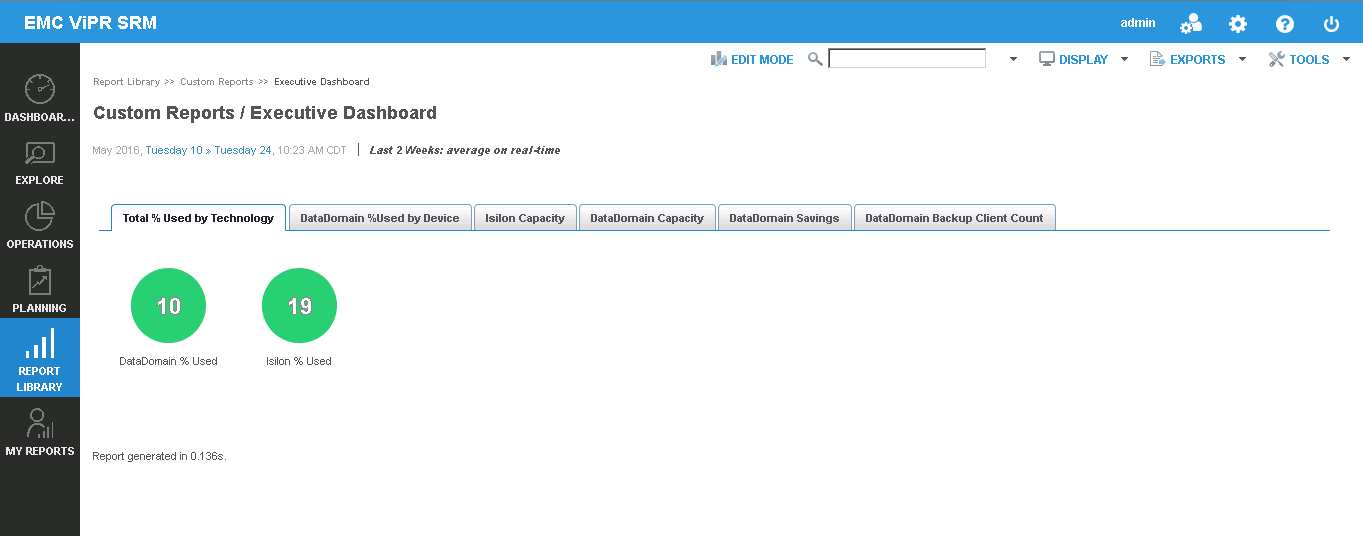 EMC ViPR SRM
admin
EDIT MODE
DISPLAY
EXPORTS
TOOLS
DASHBOAR...
EXPLORE
OPERATIONS
PLANNING
REPORT
LIBRARY
MY REPORTS
Report Library >> Custom Reports >> Executive Dashboard
Custom Reports / Executive Dashboard
May 2016, Tuesday 10 » Tuesday 24, 10:23 AM CDT | Last 2 Weeks: average on real-time
Total % Used by Technology
DataDomain %Used by Device
Isilon Capacity
DataDomain Capacity
DataDomain Savings
DataDomain Backup Client Count
10
19
DataDomain % Used
Isilon % Used
Report generated in 0.136s.